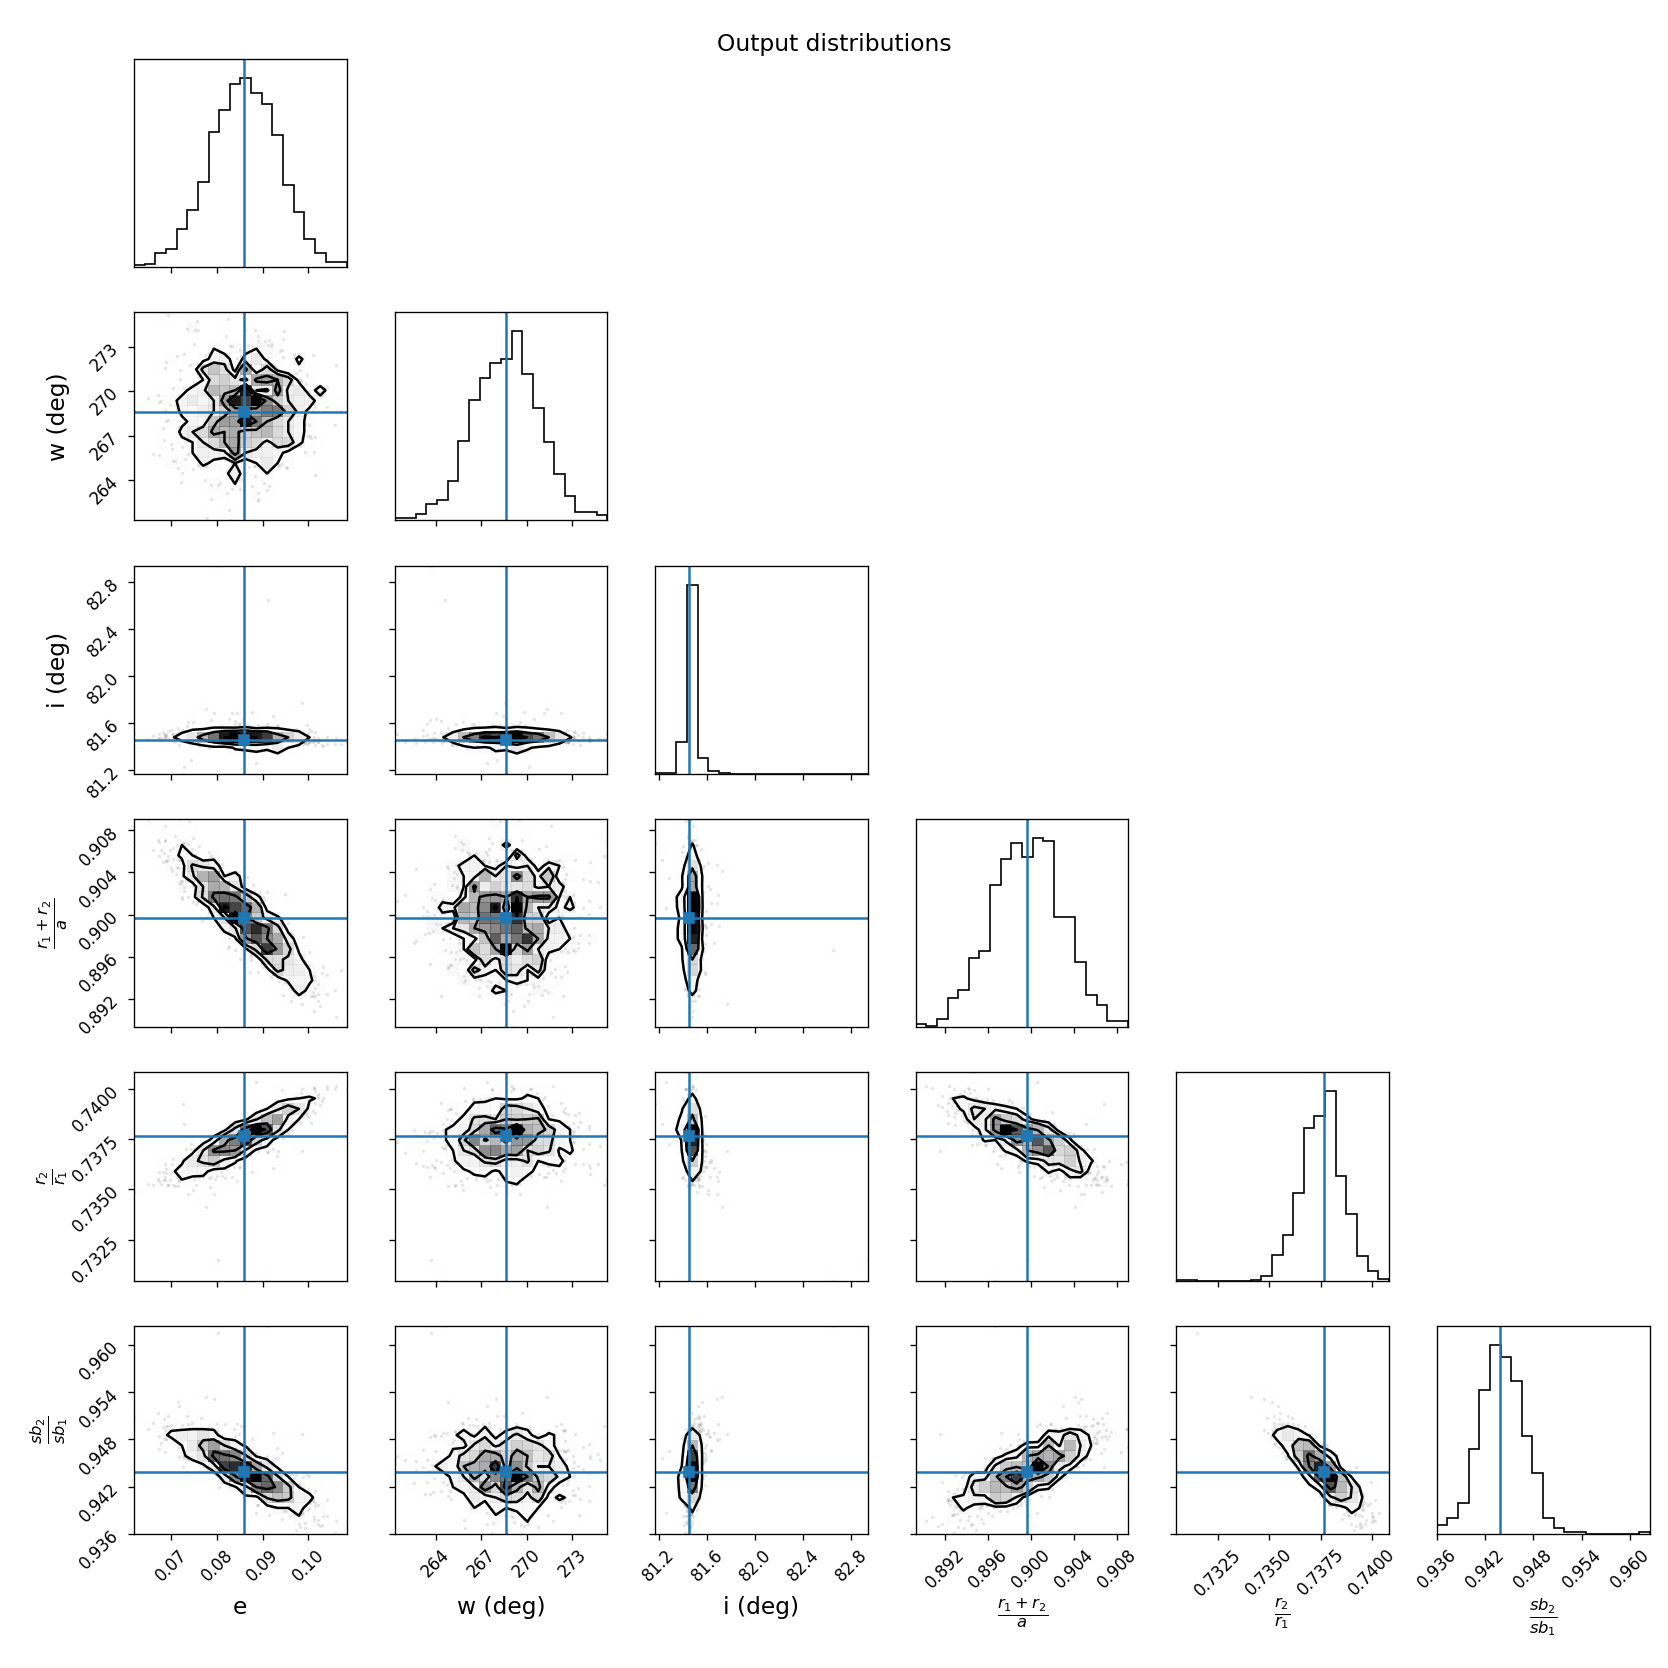 Output distributions
w (deg)
273
270
267
264
i (deg)
82.8
82.4
82.0
81.6
81.2
r₁ + r₂
a
0.908
0.904
0.900
0.896
0.892
r₂
r₁
0.7400
0.7375
0.7350
0.7325
sb₂
sb₁
0.960
0.954
0.948
0.942
0.936
0.07 0.08 0.09 0.10 264 267 270 273 81.2 81.6 82.0 82.4 82.8 0.892 0.896 0.900 0.904 0.908 0.7325 0.7350 0.7375 0.7400 0.936 0.942 0.948 0.954 0.960
e w (deg) i (deg) r₁ + r₂ r₂ sb₂
a r₁ sb₁